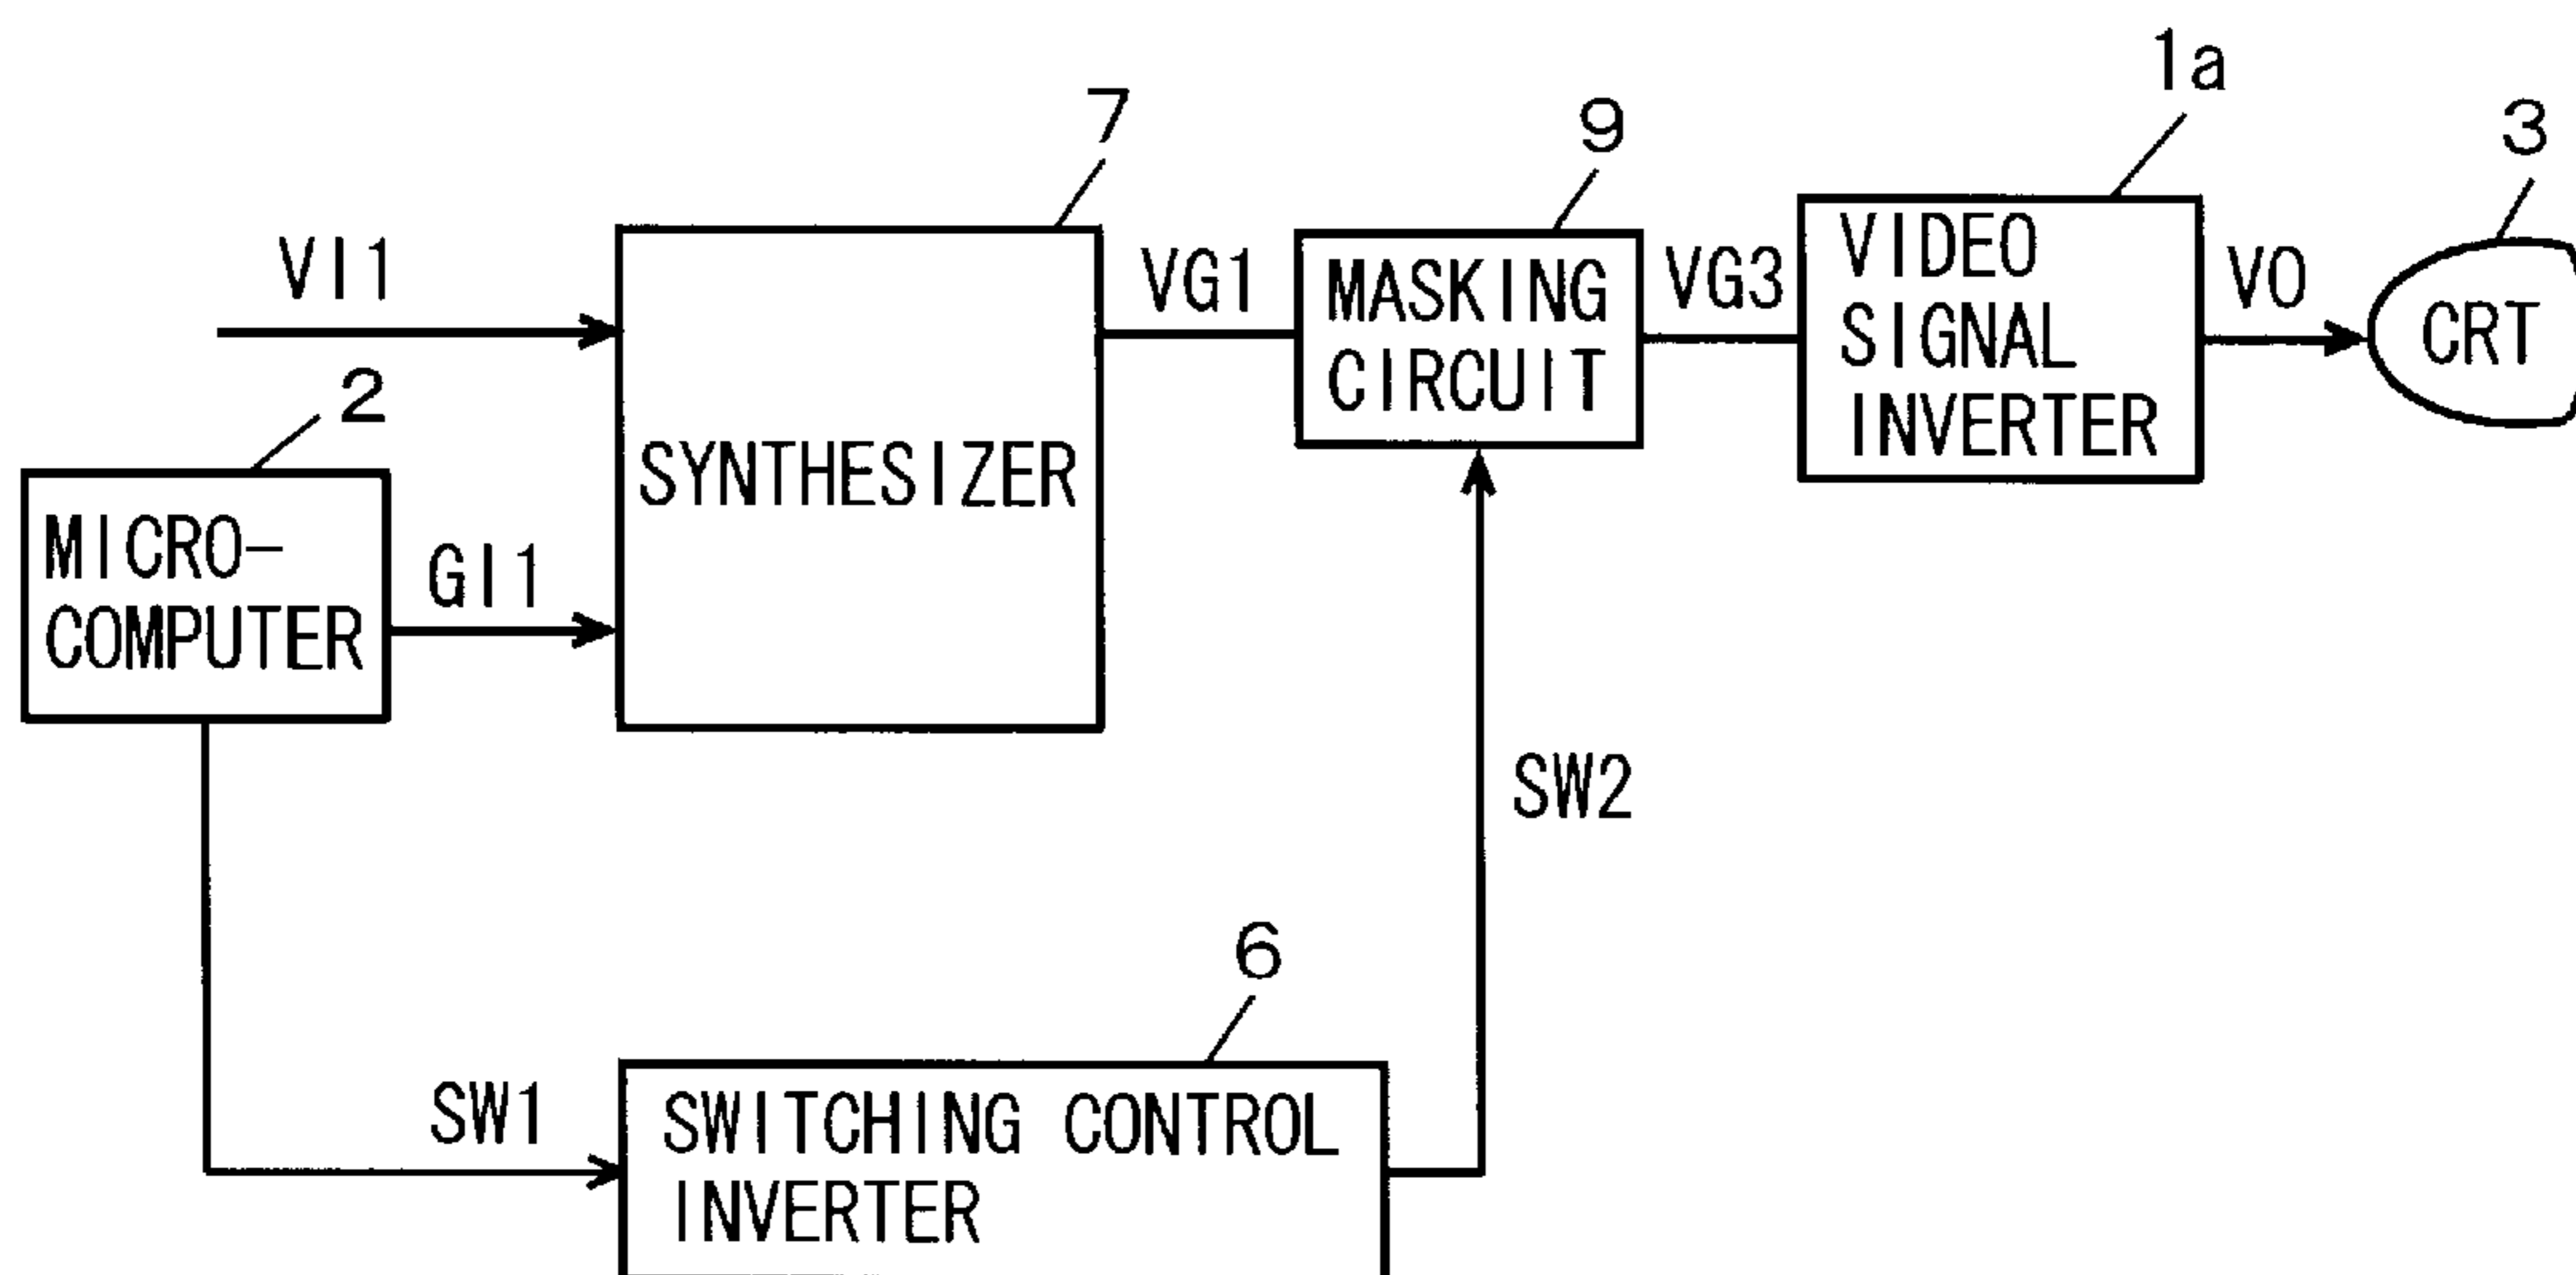 1a
7
9
3
VI1
VG1
MASKING
CIRCUIT
VG3
VIDEO
SIGNAL
INVERTER
VO
CRT
2
MICRO-
COMPUTER
GI1
SYNTHESIZER
SW2
6
SW1
SWITCHING CONTROL
INVERTER